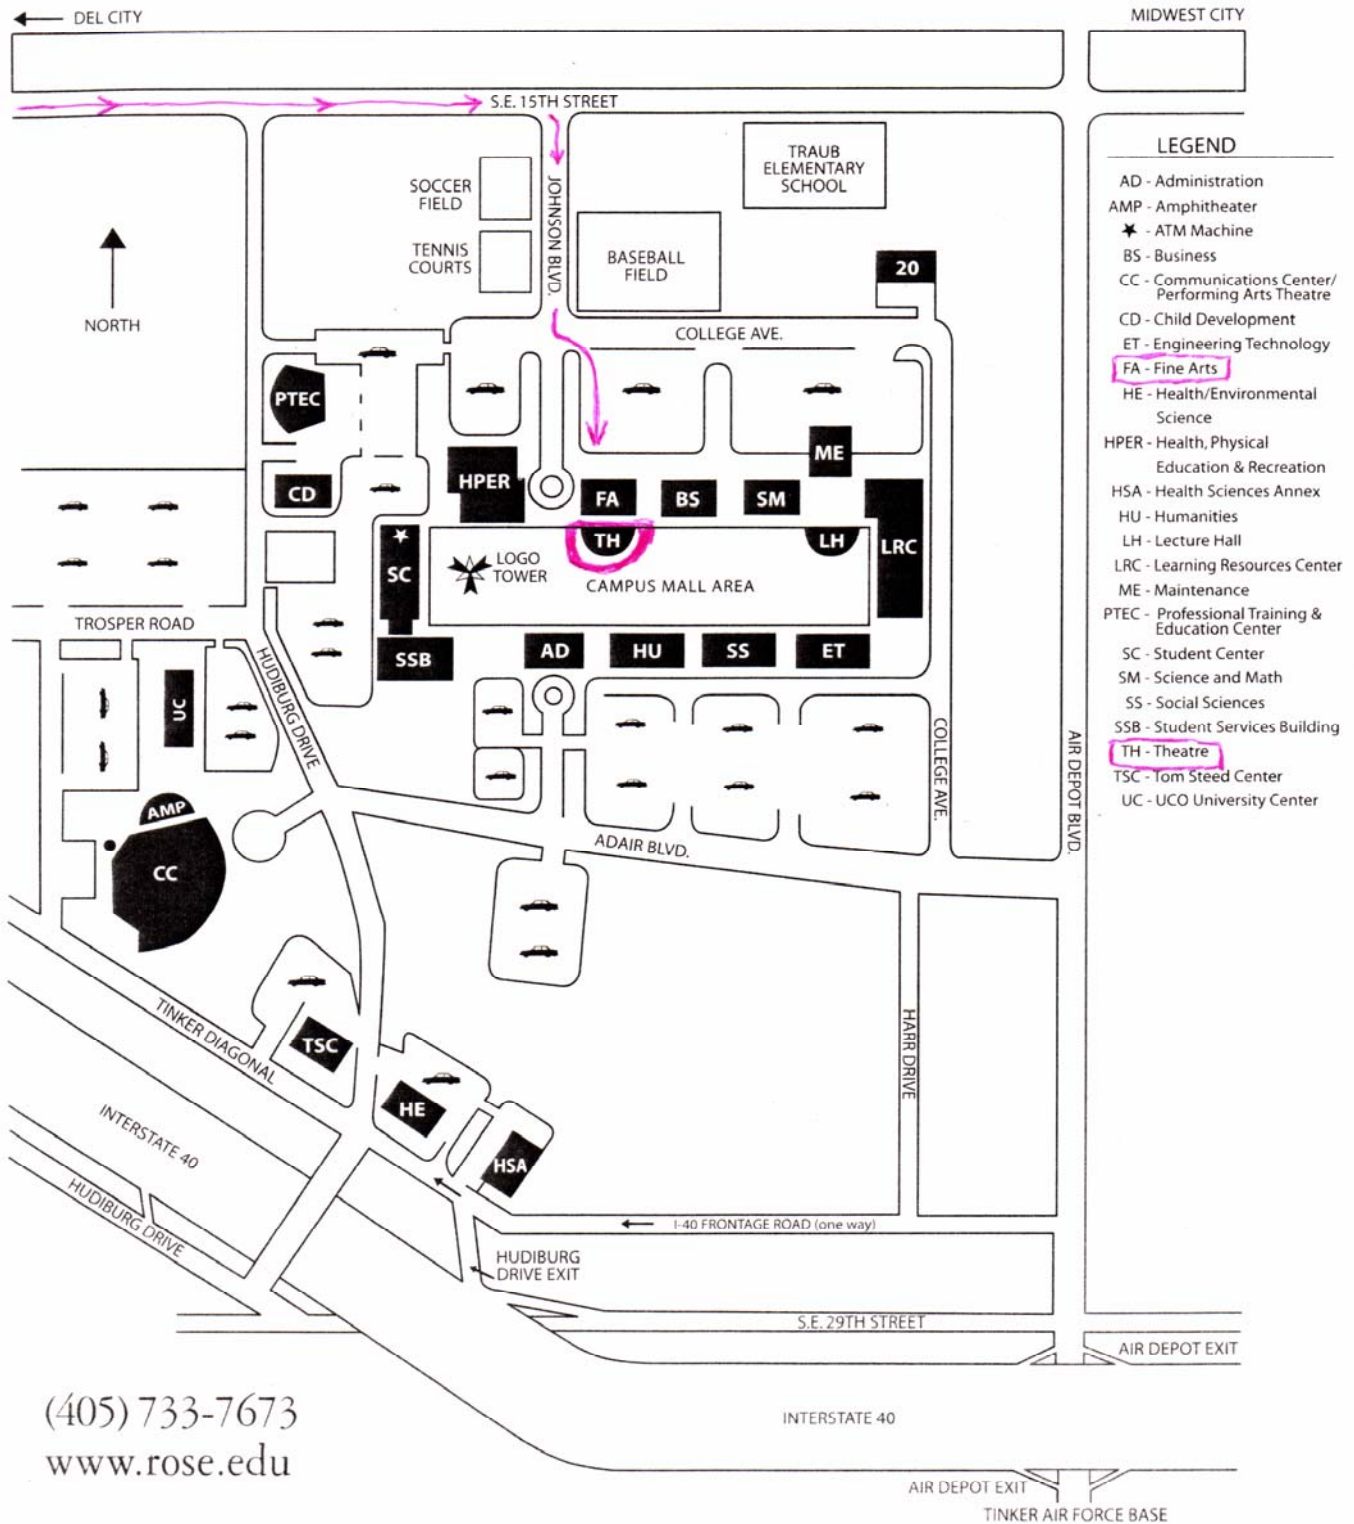 DEL CITY
MIDWEST CITY
S.E. 15TH STREET
LEGEND
AD - Administration
AMP - Amphitheater
★ - ATM Machine
BS - Business
CC - Communications Center/
Performing Arts Theatre
CD - Child Development
ET - Engineering Technology
FA - Fine Arts
HE - Health/Environmental
Science
HPER - Health, Physical
Education & Recreation
HSA - Health Sciences Annex
HU - Humanities
LH - Lecture Hall
LRC - Learning Resources Center
ME - Maintenance
PTEC - Professional Training &
Education Center
SC - Student Center
SM - Science and Math
SS - Social Sciences
SSB - Student Services Building
TH - Theatre
TSC - Tom Steed Center
UC - UCO University Center
TRAUB
ELEMENTARY
SCHOOL
SOCCER
FIELD
JOHNSON BLVD.
TENNIS
COURTS
BASEBALL
FIELD
20
NORTH
COLLEGE AVE.
PTEC
ME
HPER
CD
FA
BS
SM
TH
LH
LRC
SC
LOGO
TOWER
CAMPUS MALL AREA
TROSPER ROAD
SSB
AD
HU
SS
ET
HUDIBURG DRIVE
UC
COLLEGE AVE.
AIR DEPOT BLVD.
AMP
CC
ADAIR BLVD.
TINKER DIAGONAL
TSC
HARR DRIVE
HE
HSA
INTERSTATE 40
HUDIBURG DRIVE
I-40 FRONTAGE ROAD (one way)
HUDIBURG
DRIVE EXIT
S.E. 29TH STREET
AIR DEPOT EXIT
(405) 733-7673
www.rose.edu
INTERSTATE 40
AIR DEPOT EXIT
TINKER AIR FORCE BASE